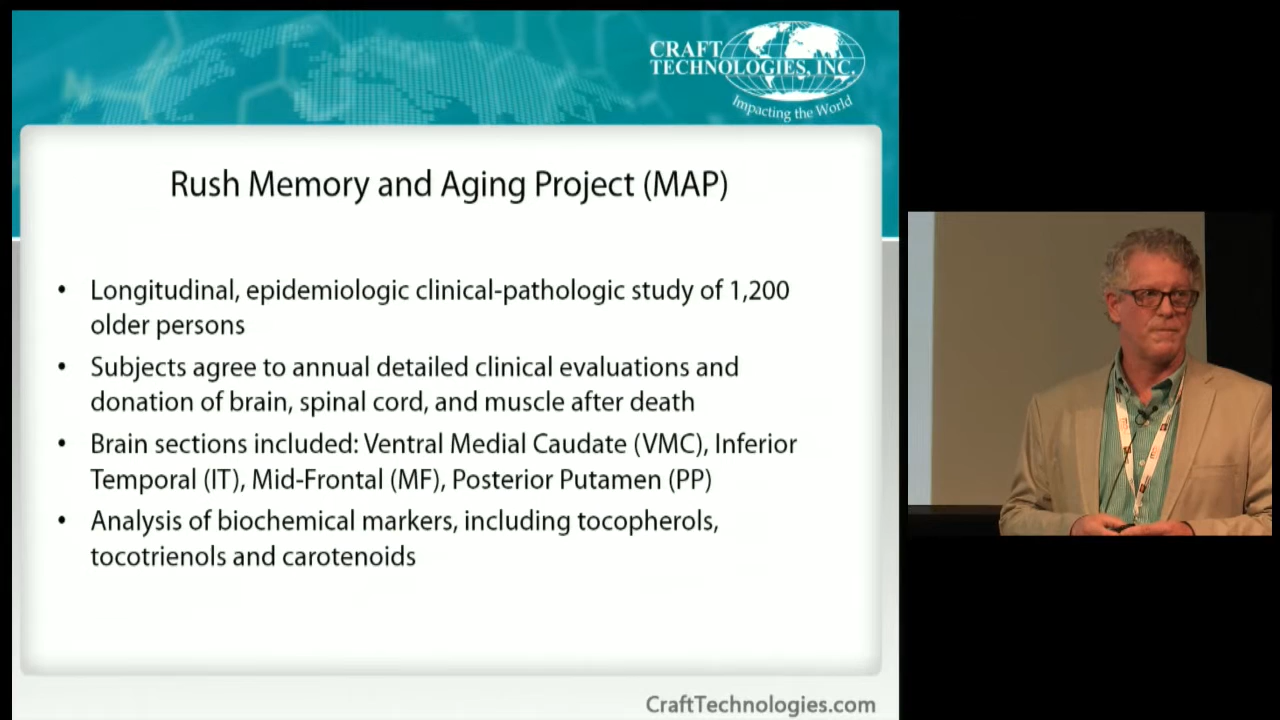 CRAFT
TECHNOLOGIES, INC.
Impacting the World
Rush Memory and Aging Project (MAP)
• Longitudinal, epidemiologic clinical-pathologic study of 1,200
older persons
• Subjects agree to annual detailed clinical evaluations and
donation of brain, spinal cord, and muscle after death
• Brain sections included: Ventral Medial Caudate (VMC), Inferior
Temporal (IT), Mid-Frontal (MF), Posterior Putamen (PP)
• Analysis of biochemical markers, including tocopherols,
tocotrienols and carotenoids
CraftTechnologies.com